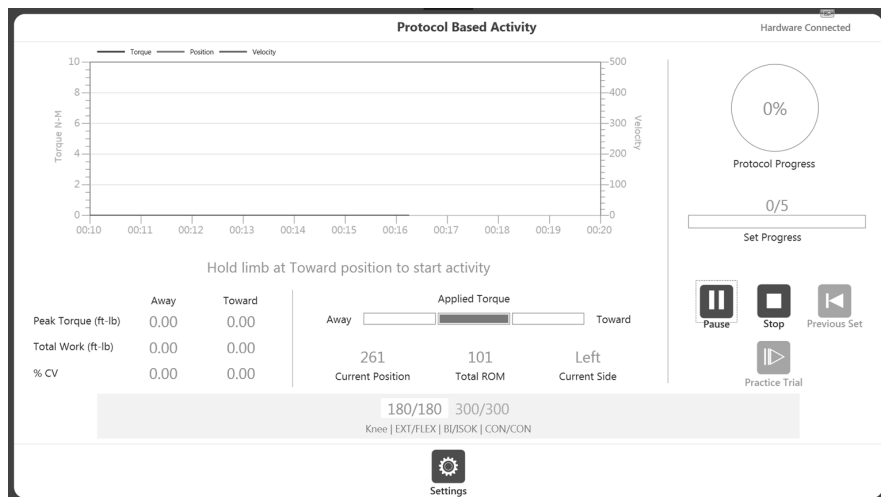 Protocol Based Activity
Hardware Connected
Torque Position Velocity
10 500
8 400
6 300
4 200
2 100
0 0
Torque N-M
Velocity
00:10 00:11 00:12 00:13 00:14 00:15 00:16 00:17 00:18 00:19 00:20
0%
Protocol Progress
0/5
Set Progress
Hold limb at Toward position to start activity
Away Toward
Peak Torque (ft-lb) 0.00 0.00
Total Work (ft-lb) 0.00 0.00
% CV 0.00 0.00
Applied Torque
Away Toward
261 101 Left
Current Position Total ROM Current Side
Pause Stop Previous Set
Practice Trial
180/180 300/300
Knee | EXT/FLEX | BI/ISOK | CON/CON
Settings